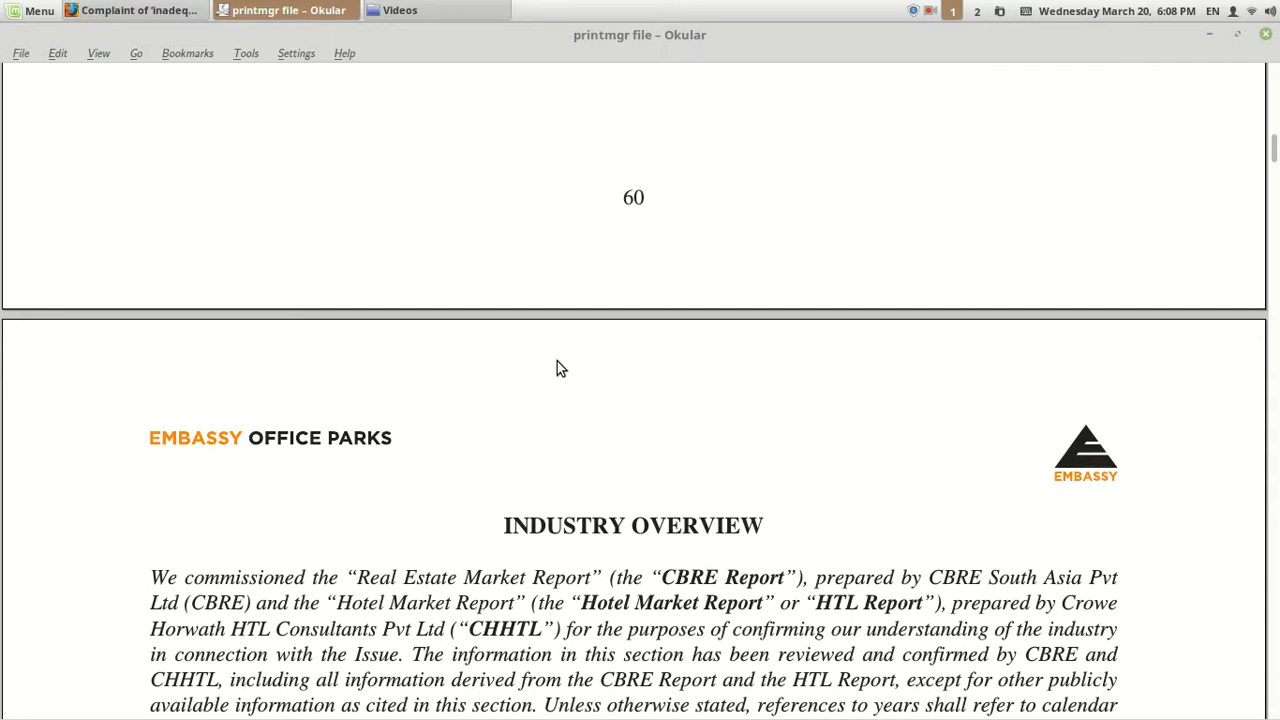 Menu
Complaint of 'inadeq...
printmgr file – Okular
Videos
1
2
Wednesday March 20, 6:08 PM
EN
printmgr file – Okular
File Edit View Go Bookmarks Tools Settings Help
60
EMBASSY OFFICE PARKS
EMBASSY
INDUSTRY OVERVIEW
We commissioned the “Real Estate Market Report” (the “CBRE Report”), prepared by CBRE South Asia Pvt
Ltd (CBRE) and the “Hotel Market Report” (the “Hotel Market Report” or “HTL Report”), prepared by Crowe
Horwath HTL Consultants Pvt Ltd (“CHHTL”) for the purposes of confirming our understanding of the industry
in connection with the Issue. The information in this section has been reviewed and confirmed by CBRE and
CHHTL, including all information derived from the CBRE Report and the HTL Report, except for other publicly
available information as cited in this section. Unless otherwise stated, references to years shall refer to calendar